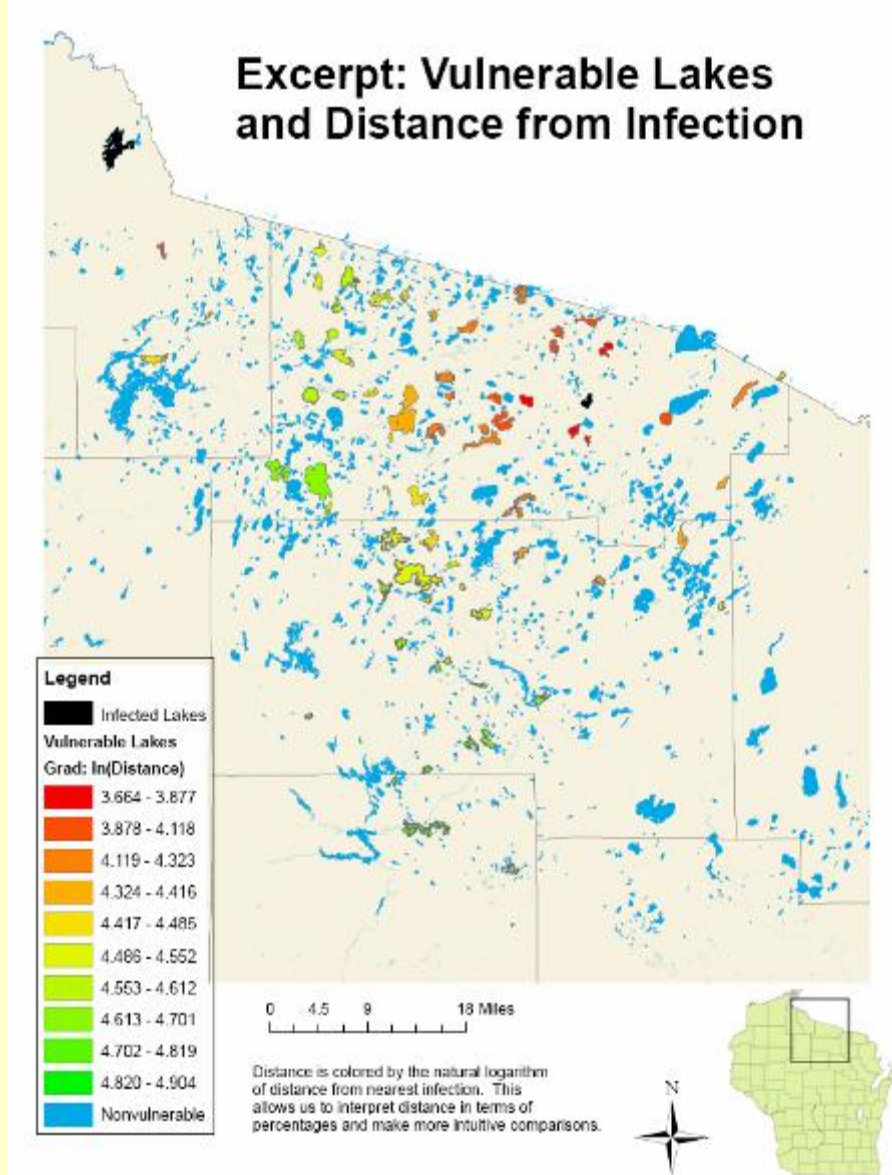 Excerpt: Vulnerable Lakes
and Distance from Infection
Legend
Infected Lakes
Vulnerable Lakes
Grad: ln(Distance)
3.664 - 3.877
3.878 - 4.118
4.119 - 4.323
4.324 - 4.416
4.417 - 4.485
4.486 - 4.552
4.553 - 4.612
4.613 - 4.701
4.702 - 4.819
4.820 - 4.904
Nonvulnerable
0 4.5 9 18 Miles
Distance is colored by the natural logarithm
of distance from nearest infection. This
allows us to interpret distance in terms of
percentages and make more intuitive comparisons.
N